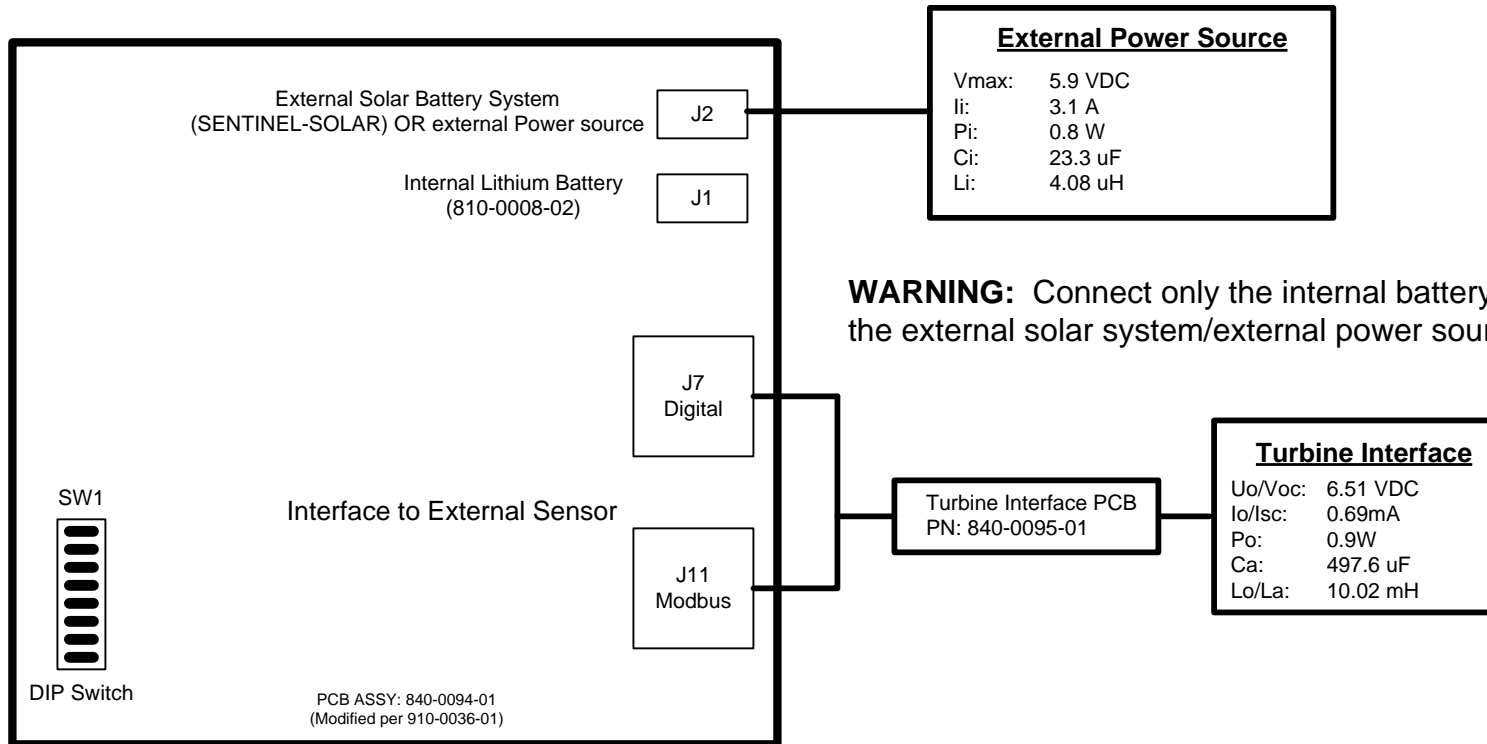 External Solar Battery System
(SENTINEL-SOLAR) OR external Power source
J2
Internal Lithium Battery
(810-0008-02)
J1
External Power Source
Vmax: 5.9 VDC
Ii: 3.1 A
Pi: 0.8 W
Ci: 23.3 uF
Li: 4.08 uH
WARNING: Connect only the internal battery
the external solar system/external power
J7
Digital
Interface to External Sensor
J11
Modbus
Turbine Interface PCB
PN: 840-0095-01
Turbine Interface
Uo/Voc: 6.51 VDC
Io/Isc: 0.69mA
Po: 0.9W
Ca: 497.6 uF
Lo/La: 10.02 mH
SW1
DIP Switch
PCB ASSY: 840-0094-01
(Modified per 910-0036-01)